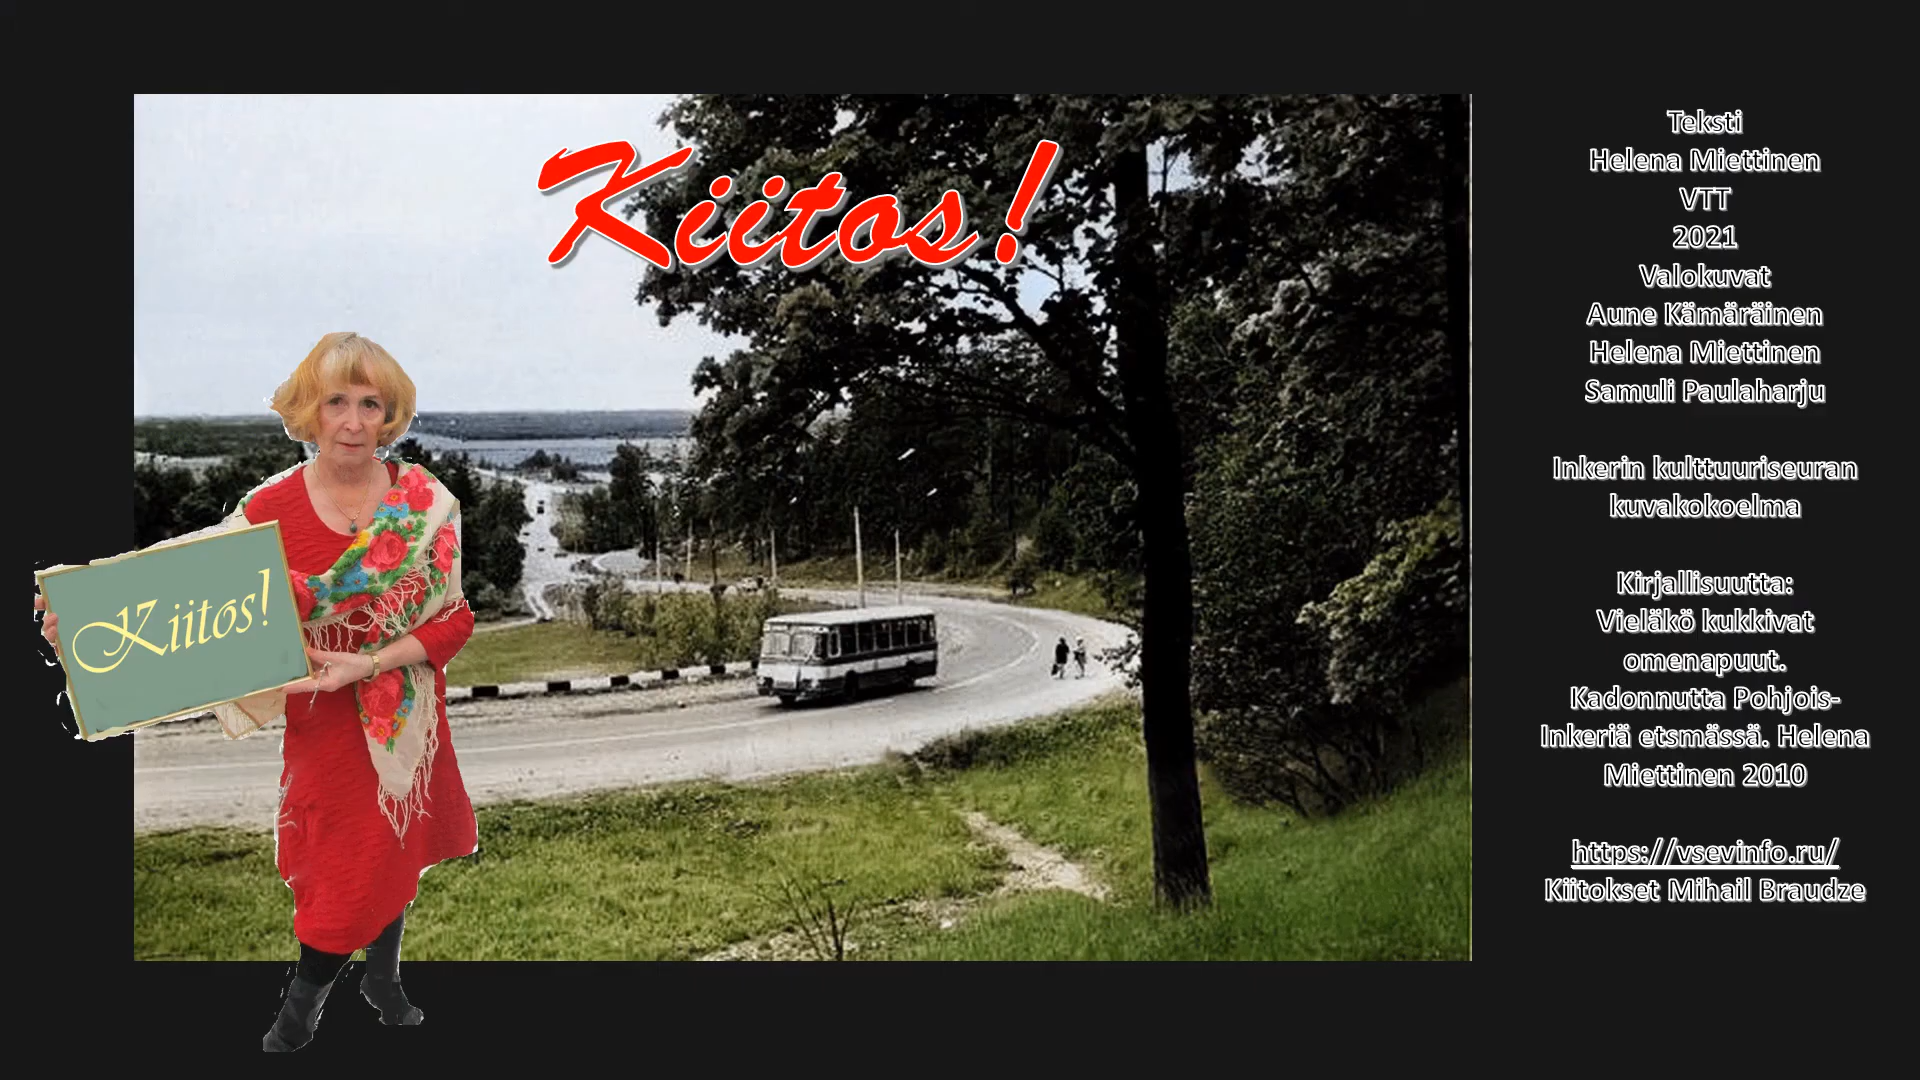 Kiitos!
Kiitos!
Teksti
Helena Miettinen
VTT
2021
Valokuvat
Aune Kämäräinen
Helena Miettinen
Samuli Paulaharju
Inkerin kulttuuriseuran
kuvakokoelma
Kirjallisuutta:
Vieläkö kukkivat
omenapuut.
Kadonnutta Pohjois-
Inkeriä etsmässä. Helena
Miettinen 2010
https://vsevinfo.ru/
Kiitokset Mihail Braudze